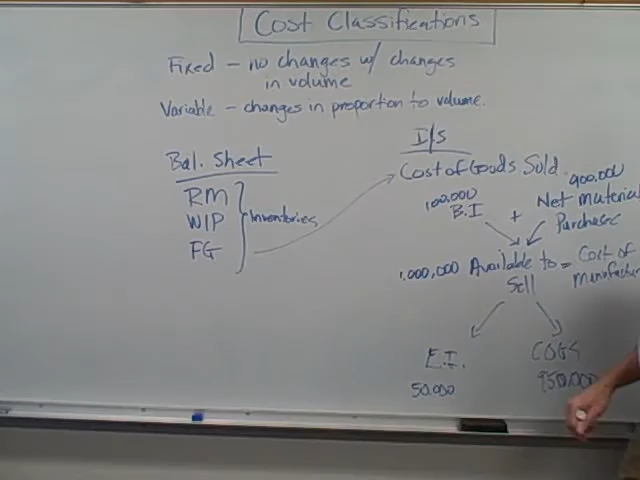 Cost Classifications
Fixed - no changes w/ changes
in volume
Variable - changes in proportion to volume.
Bal. Sheet
RM
WIP
FG
Inventories
I/S
Cost of Goods Sold
100,000
B.I
+
900,000
Net material
Purchases
1,000,000 Available to
Sell
= Cost of
E.I.
50,000
COGS
950,000